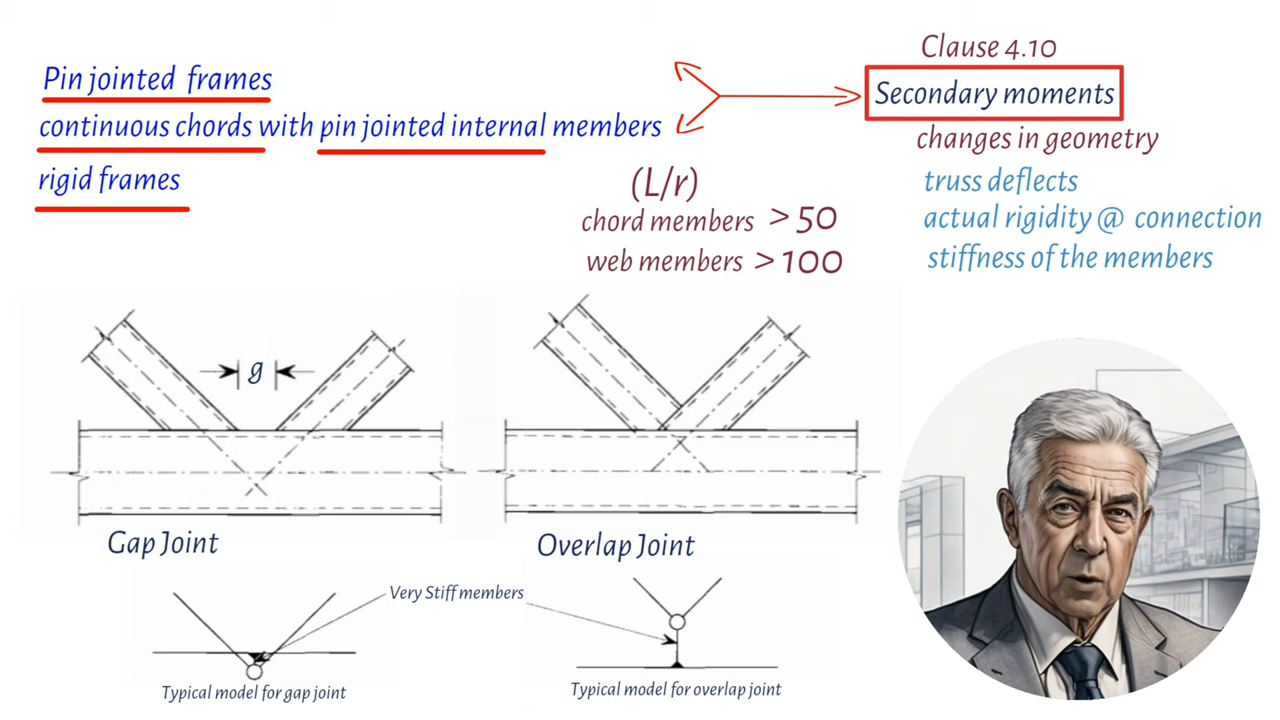 Pin jointed frames
continuous chords with pin jointed internal members
rigid frames
Clause 4.10
Secondary moments
changes in geometry
truss deflects
actual rigidity @ connection
stiffness of the members
(L/r)
chord members > 50
web members > 100
g
Gap Joint
Overlap Joint
Very Stiff members
Typical model for gap joint
Typical model for overlap joint